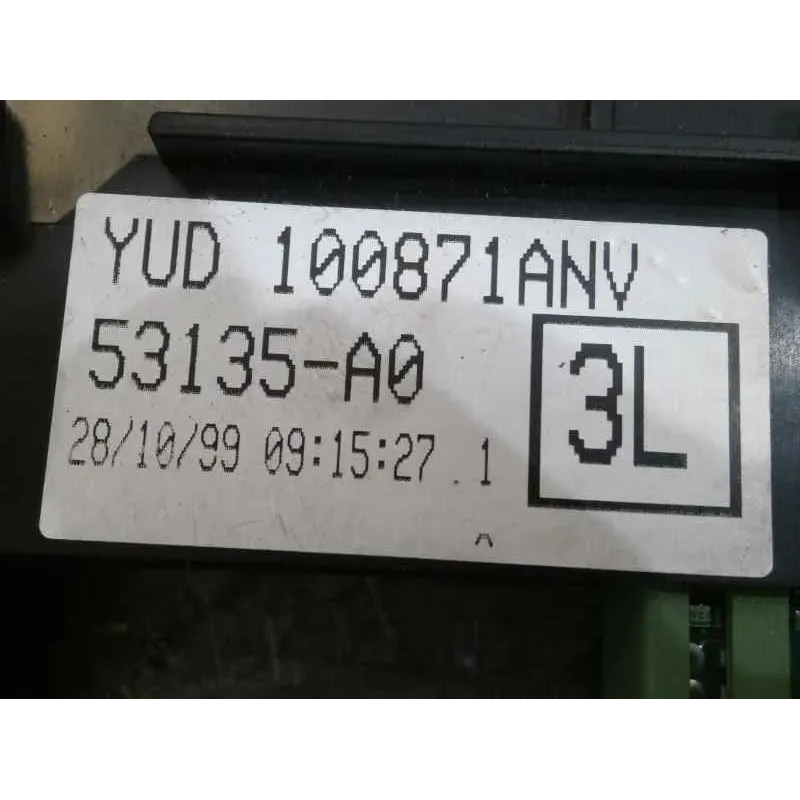 YUD 100871ANV
53135-A0
3L
28/10/99 09:15:27 .1
^